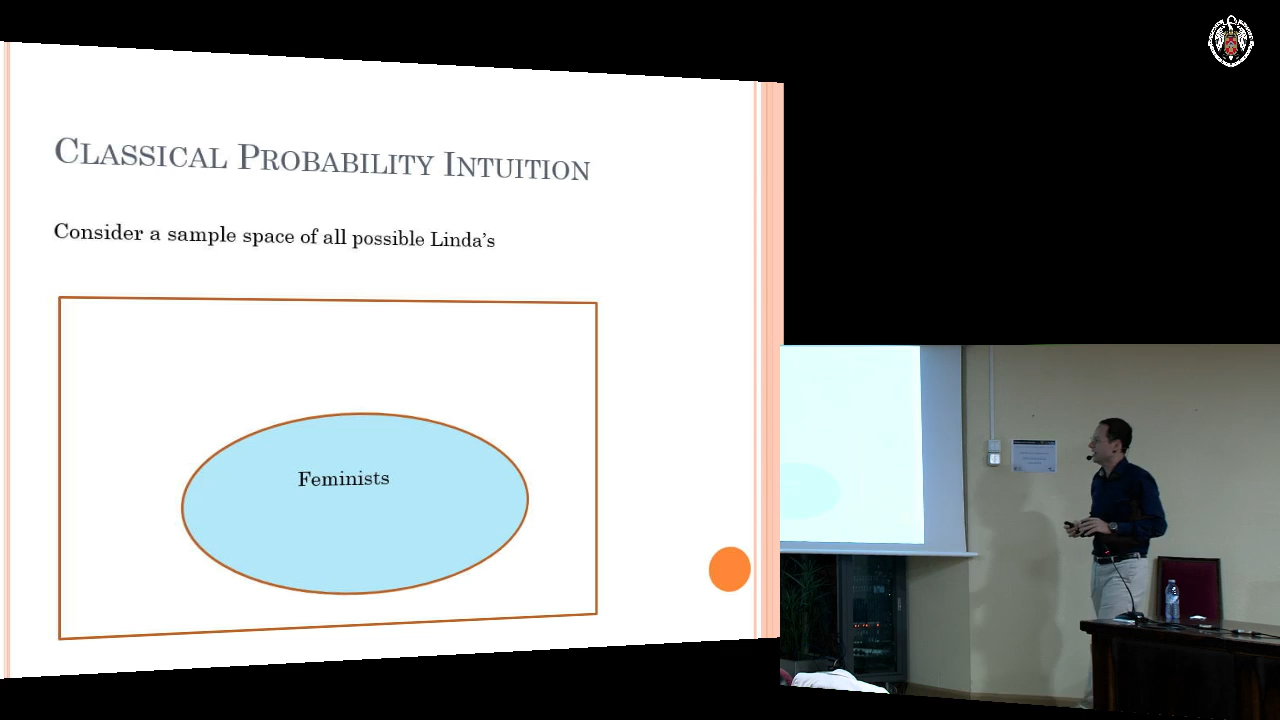 CLASSICAL PROBABILITY INTUITION
Consider a sample space of all possible Linda's
Feminists